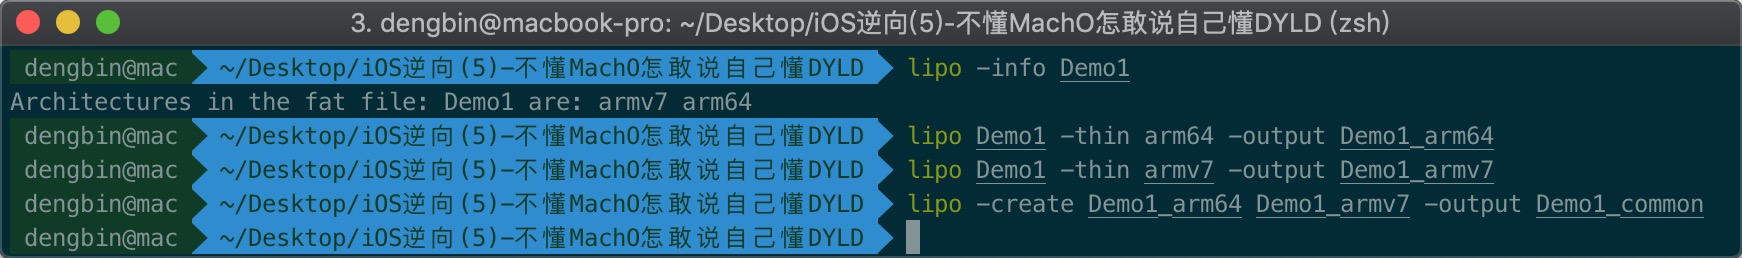 3. dengbin@macbook-pro: ~/Desktop/iOS逆向(5)-不懂MachO怎敢说自己懂DYLD (zsh)
dengbin@mac ~/Desktop/iOS逆向(5)-不懂MachO怎敢说自己懂DYLD lipo -info Demo1
Architectures in the fat file: Demo1 are: armv7 arm64
dengbin@mac ~/Desktop/iOS逆向(5)-不懂MachO怎敢说自己懂DYLD lipo Demo1 -thin arm64 -output Demo1_arm64
dengbin@mac ~/Desktop/iOS逆向(5)-不懂MachO怎敢说自己懂DYLD lipo Demo1 -thin armv7 -output Demo1_armv7
dengbin@mac ~/Desktop/iOS逆向(5)-不懂MachO怎敢说自己懂DYLD lipo -create Demo1_arm64 Demo1_armv7 -output Demo1_common
dengbin@mac ~/Desktop/iOS逆向(5)-不懂MachO怎敢说自己懂DYLD